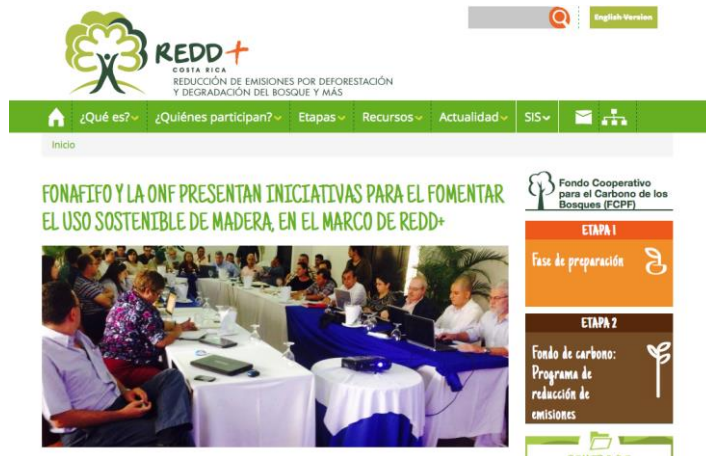 English Version
REDD+
COSTA RICA
REDUCCIÓN DE EMISIONES POR DEFORESTACIÓN
Y DEGRADACIÓN DEL BOSQUE Y MÁS
¿Qué es? ¿Quiénes participan? Etapas Recursos Actualidad SIS
Inicio
FONAFIFO Y LA ONF PRESENTAN INICIATIVAS PARA EL FOMENTAR
EL USO SOSTENIBLE DE MADERA, EN EL MARCO DE REDD+
Fondo Cooperativo
para el Carbono de los
Bosques (FCPF)
ETAPA 1
Fase de preparación
ETAPA 2
Fondo de carbono:
Programa de
reducción de
emisiones